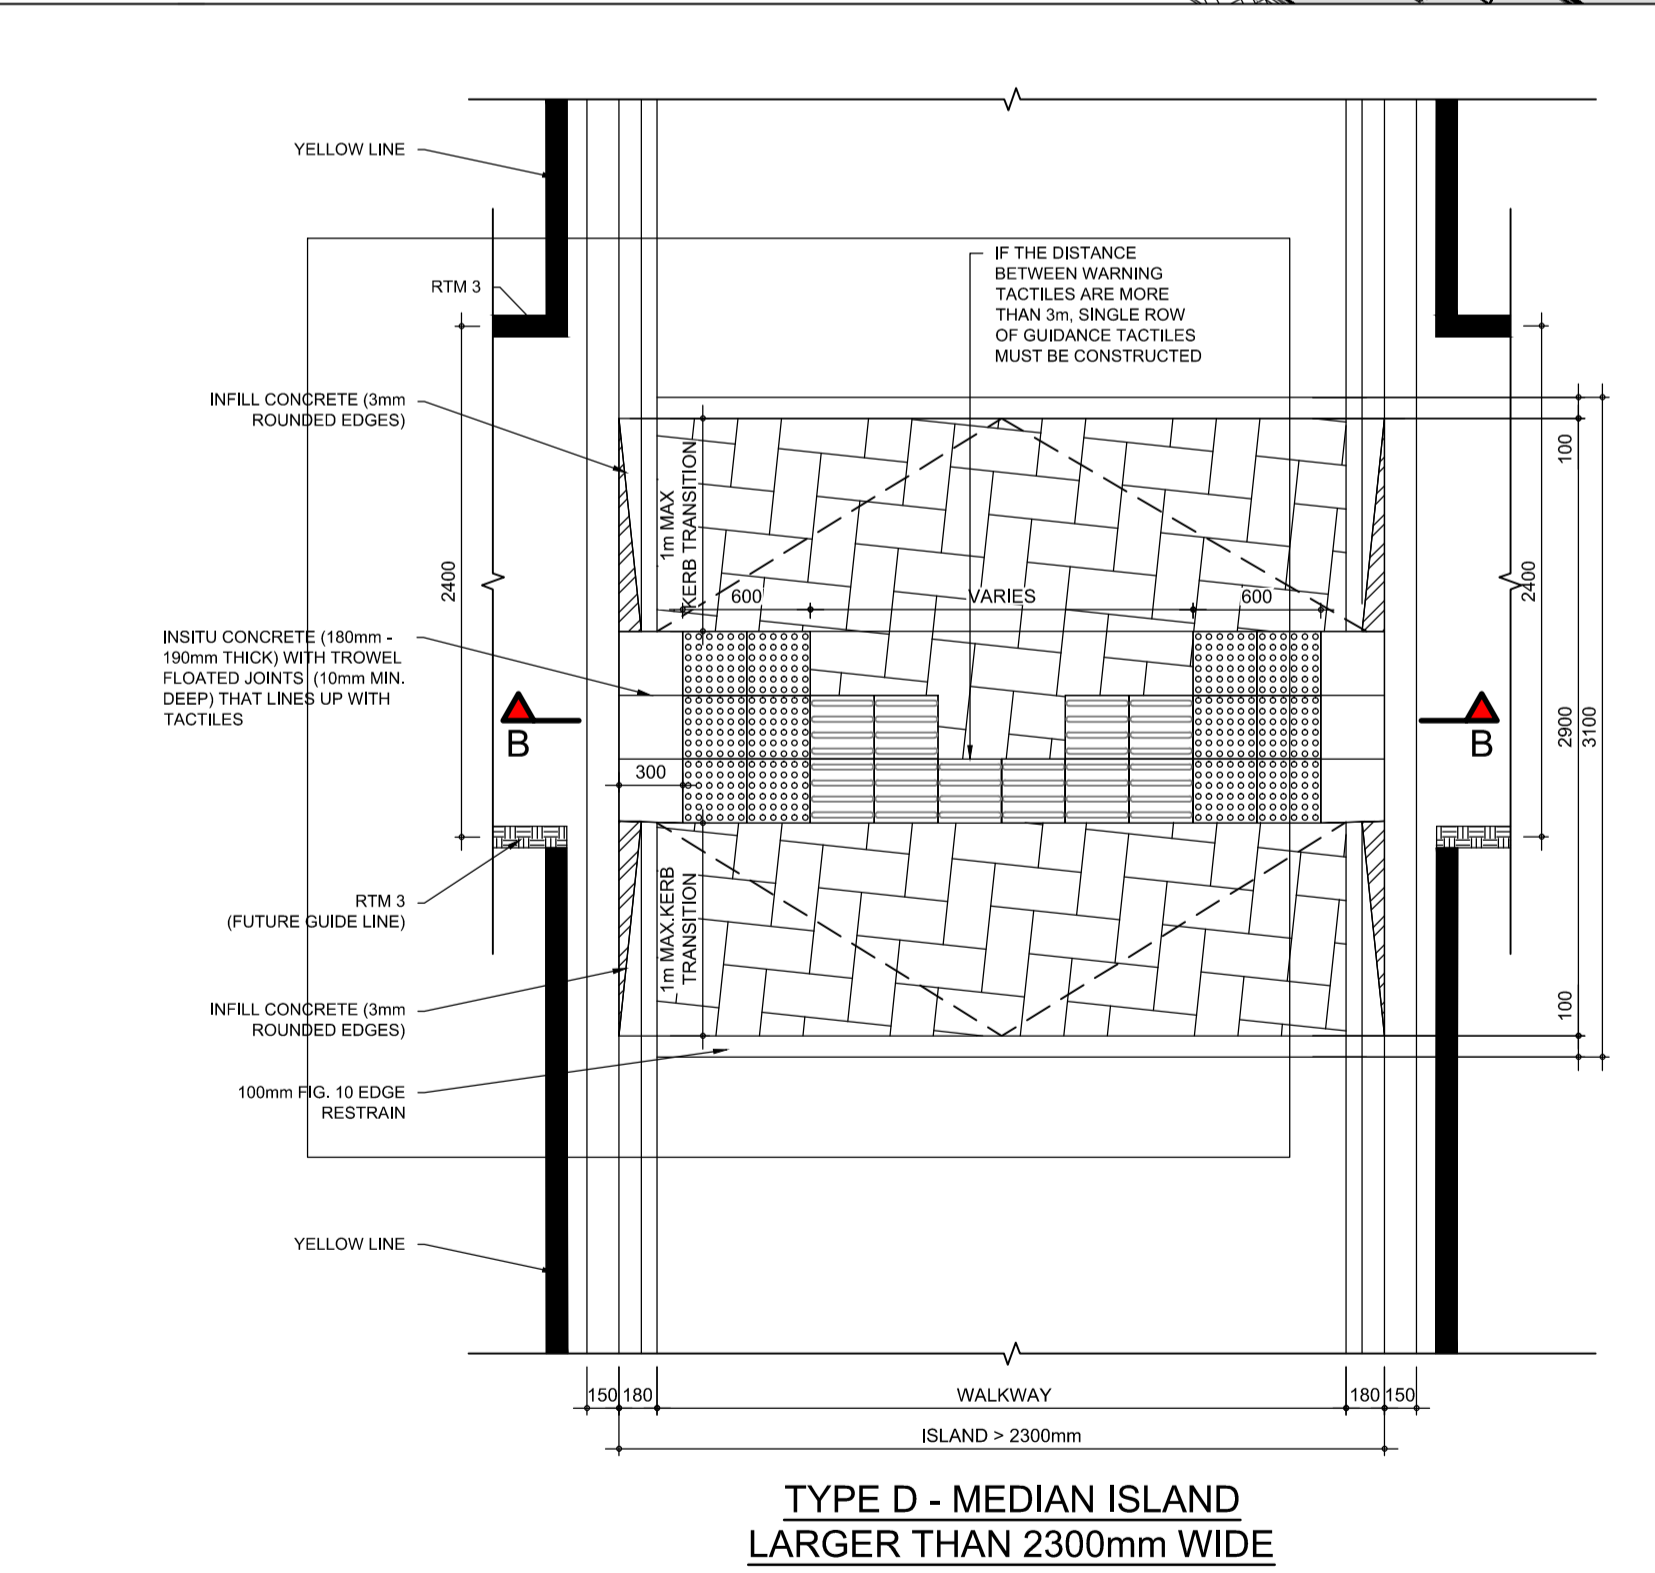 YELLOW LINE
RTM 3
IF THE DISTANCE
BETWEEN WARNING
TACTILES ARE MORE
THAN 3m, SINGLE ROW
OF GUIDANCE TACTILES
MUST BE CONSTRUCTED
INFILL CONCRETE (3mm
ROUNDED EDGES)
100
1m MAX
KERB TRANSITION
2400
2400
600
VARIES
600
INSITU CONCRETE (180mm -
190mm THICK) WITH TROWEL
FLOATED JOINTS (10mm MIN.
DEEP) THAT LINES UP WITH
TACTILES
B
B
2900
3100
300
RTM 3
(FUTURE GUIDE LINE)
1m MAX.KERB
TRANSITION
INFILL CONCRETE (3mm
ROUNDED EDGES)
100
100mm FIG. 10 EDGE
RESTRAIN
YELLOW LINE
150
180
WALKWAY
180
150
ISLAND > 2300mm
TYPE D - MEDIAN ISLAND
LARGER THAN 2300mm WIDE